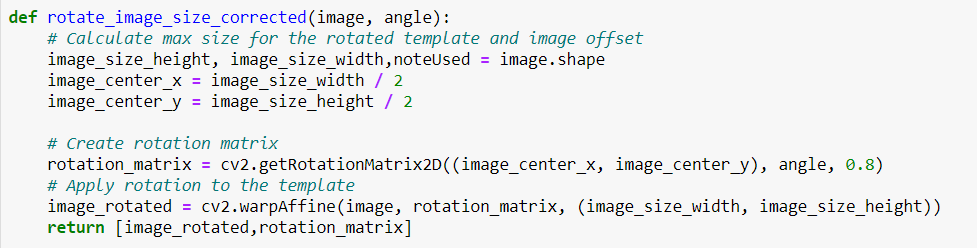 def rotate_image_size_corrected(image, angle):
    # Calculate max size for the rotated template and image offset
    image_size_height, image_size_width,noteUsed = image.shape
    image_center_x = image_size_width / 2
    image_center_y = image_size_height / 2

    # Create rotation matrix
    rotation_matrix = cv2.getRotationMatrix2D((image_center_x, image_center_y), angle, 0.8)
    # Apply rotation to the template
    image_rotated = cv2.warpAffine(image, rotation_matrix, (image_size_width, image_size_height))
    return [image_rotated,rotation_matrix]